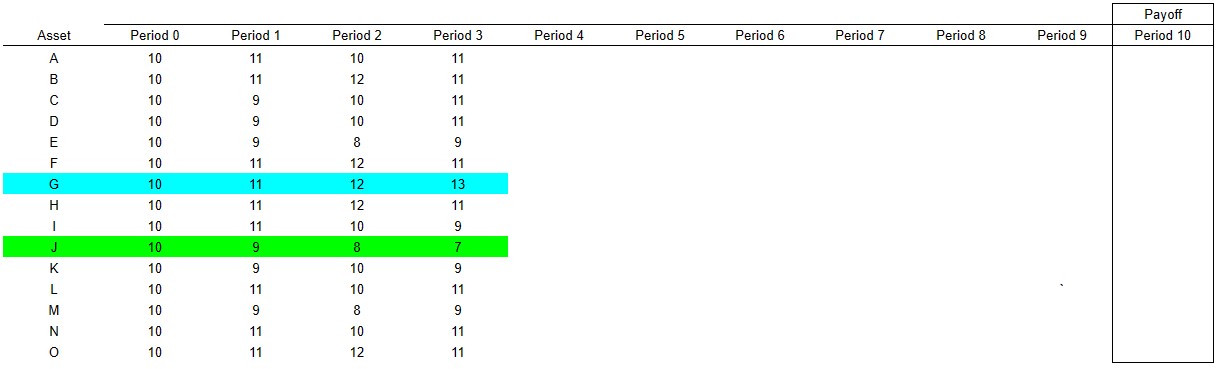 Payoff
Asset Period 0 Period 1 Period 2 Period 3 Period 4 Period 5 Period 6 Period 7 Period 8 Period 9 Period 10
A 10 11 10 11
B 10 11 12 11
C 10 9 10 11
D 10 9 10 11
E 10 9 8 9
F 10 11 12 11
G 10 11 12 13
H 10 11 12 11
I 10 11 10 9
J 10 9 8 7
K 10 9 10 9
L 10 11 10 11 `
M 10 9 8 9
N 10 11 10 11
O 10 11 12 11